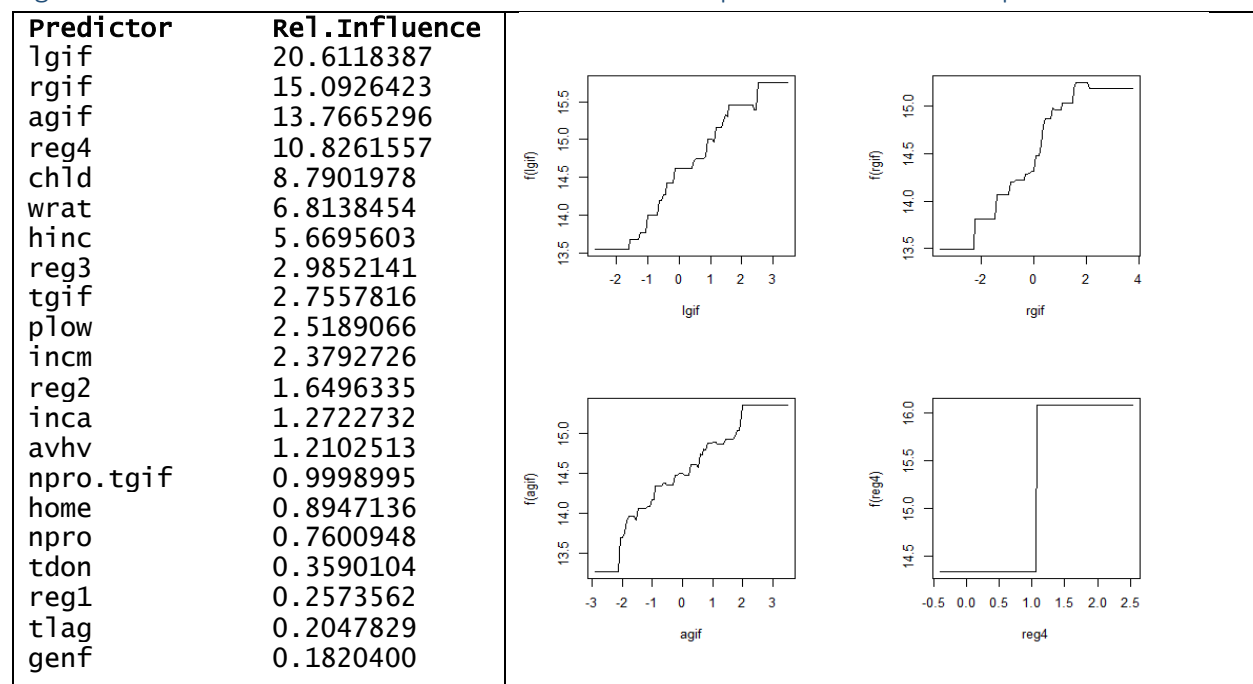 Predictor Rel.Influence
lgif 20.6118387
rgif 15.0926423
agif 13.7665296
reg4 10.8261557
chld 8.7901978
wrat 6.8138454
hinc 5.6695603
reg3 2.9852141
tgif 2.7557816
plow 2.5189066
incm 2.3792726
reg2 1.6496335
inca 1.2722732
avhv 1.2102513
npro.tgif 0.9998995
home 0.8947136
npro 0.7600948
tdon 0.3590104
reg1 0.2573562
tlag 0.2047829
genf 0.1820400
f(lgif)
13.5 14.0 14.5 15.0 15.5
-2 -1 0 1 2 3
lgif
f(rgif)
13.5 14.0 14.5 15.0
-2 0 2 4
rgif
f(agif)
13.5 14.0 14.5 15.0
-3 -2 -1 0 1 2 3
agif
f(reg4)
14.5 15.0 15.5 16.0
-0.5 0.0 0.5 1.0 1.5 2.0 2.5
reg4